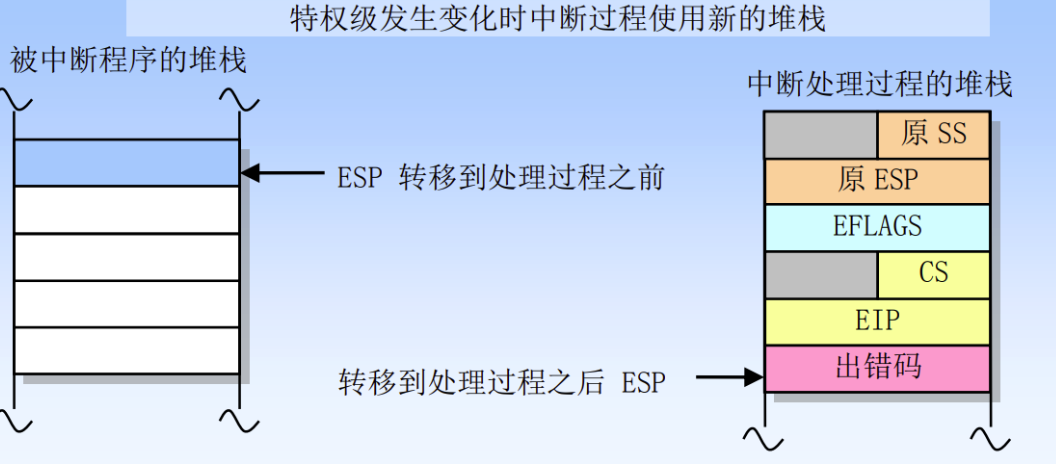 特权级发生变化时中断过程使用新的堆栈
被中断程序的堆栈
中断处理过程的堆栈
原 SS
ESP 转移到处理过程之前
原 ESP
EFLAGS
CS
EIP
转移到处理过程之后 ESP
出错码